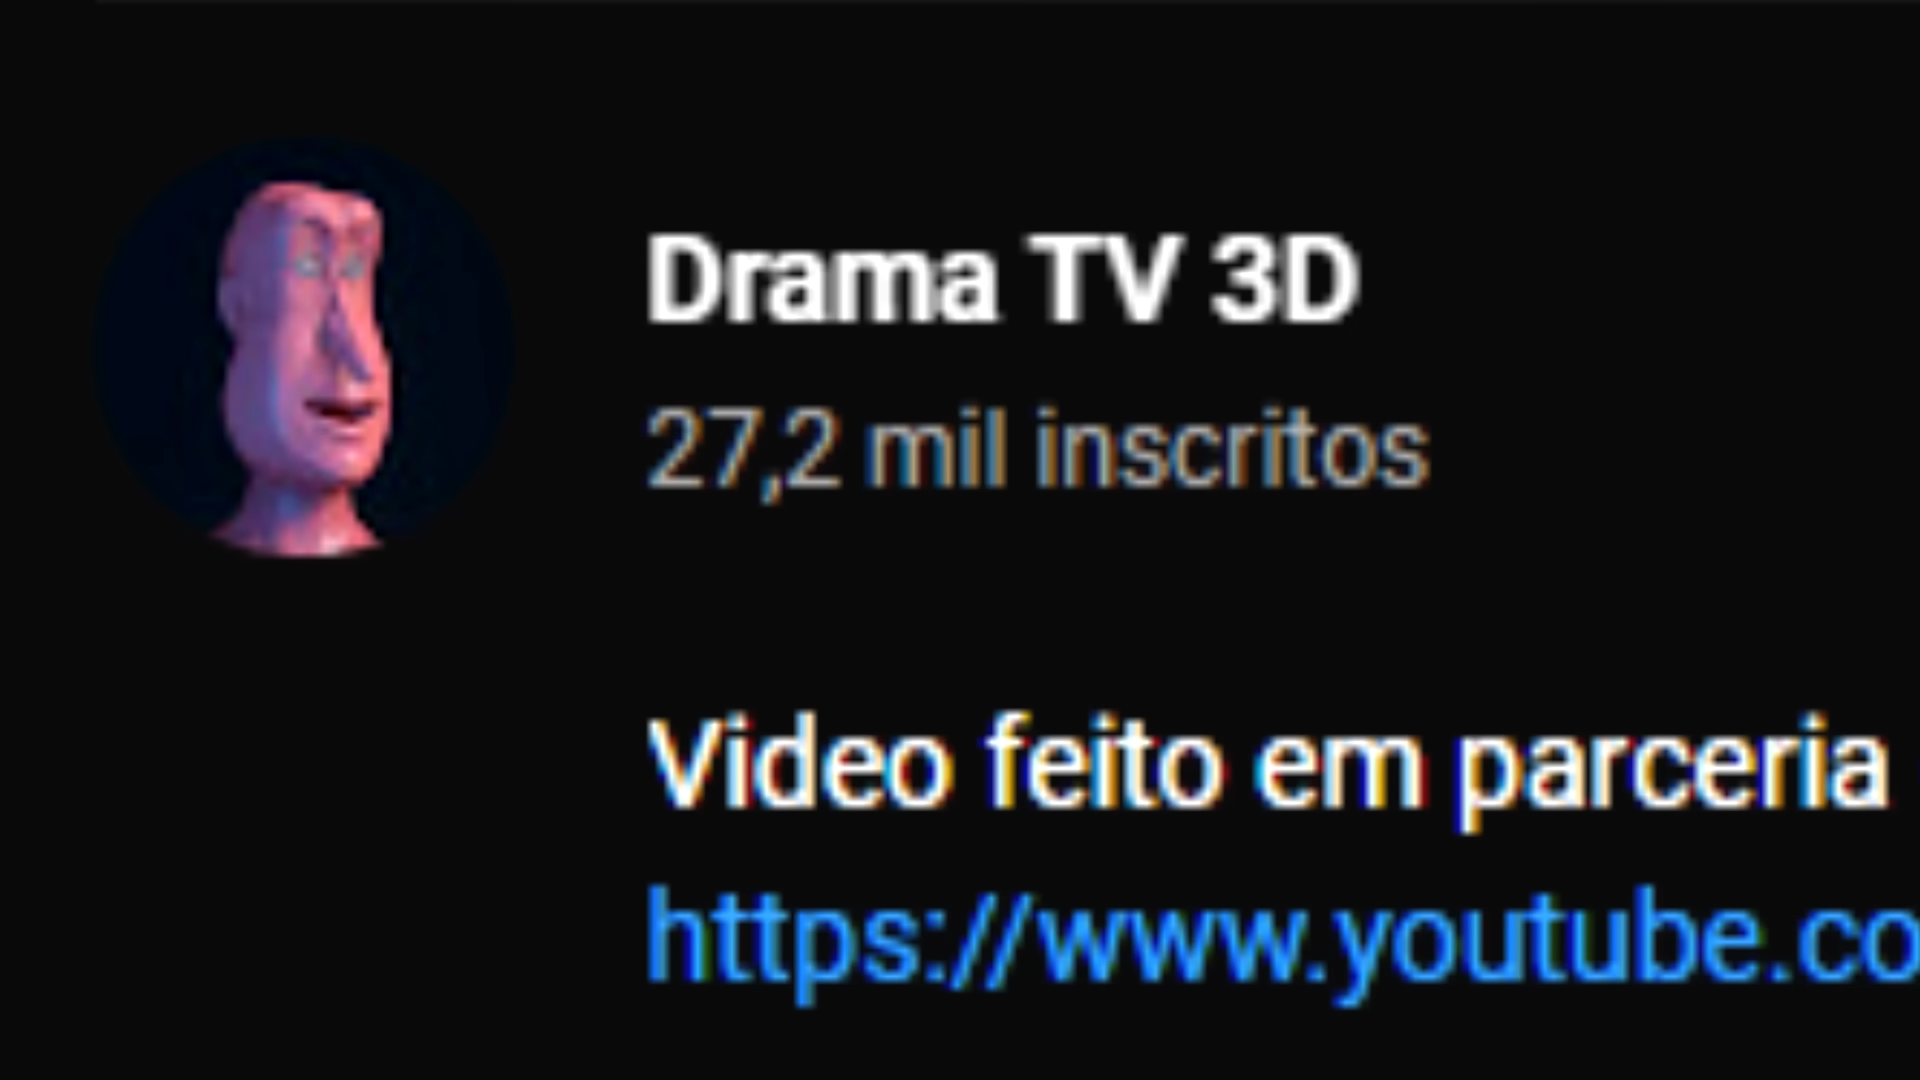 Drama TV 3D
27,2 mil inscritos
Video feito em parceria
https://www.youtube.co